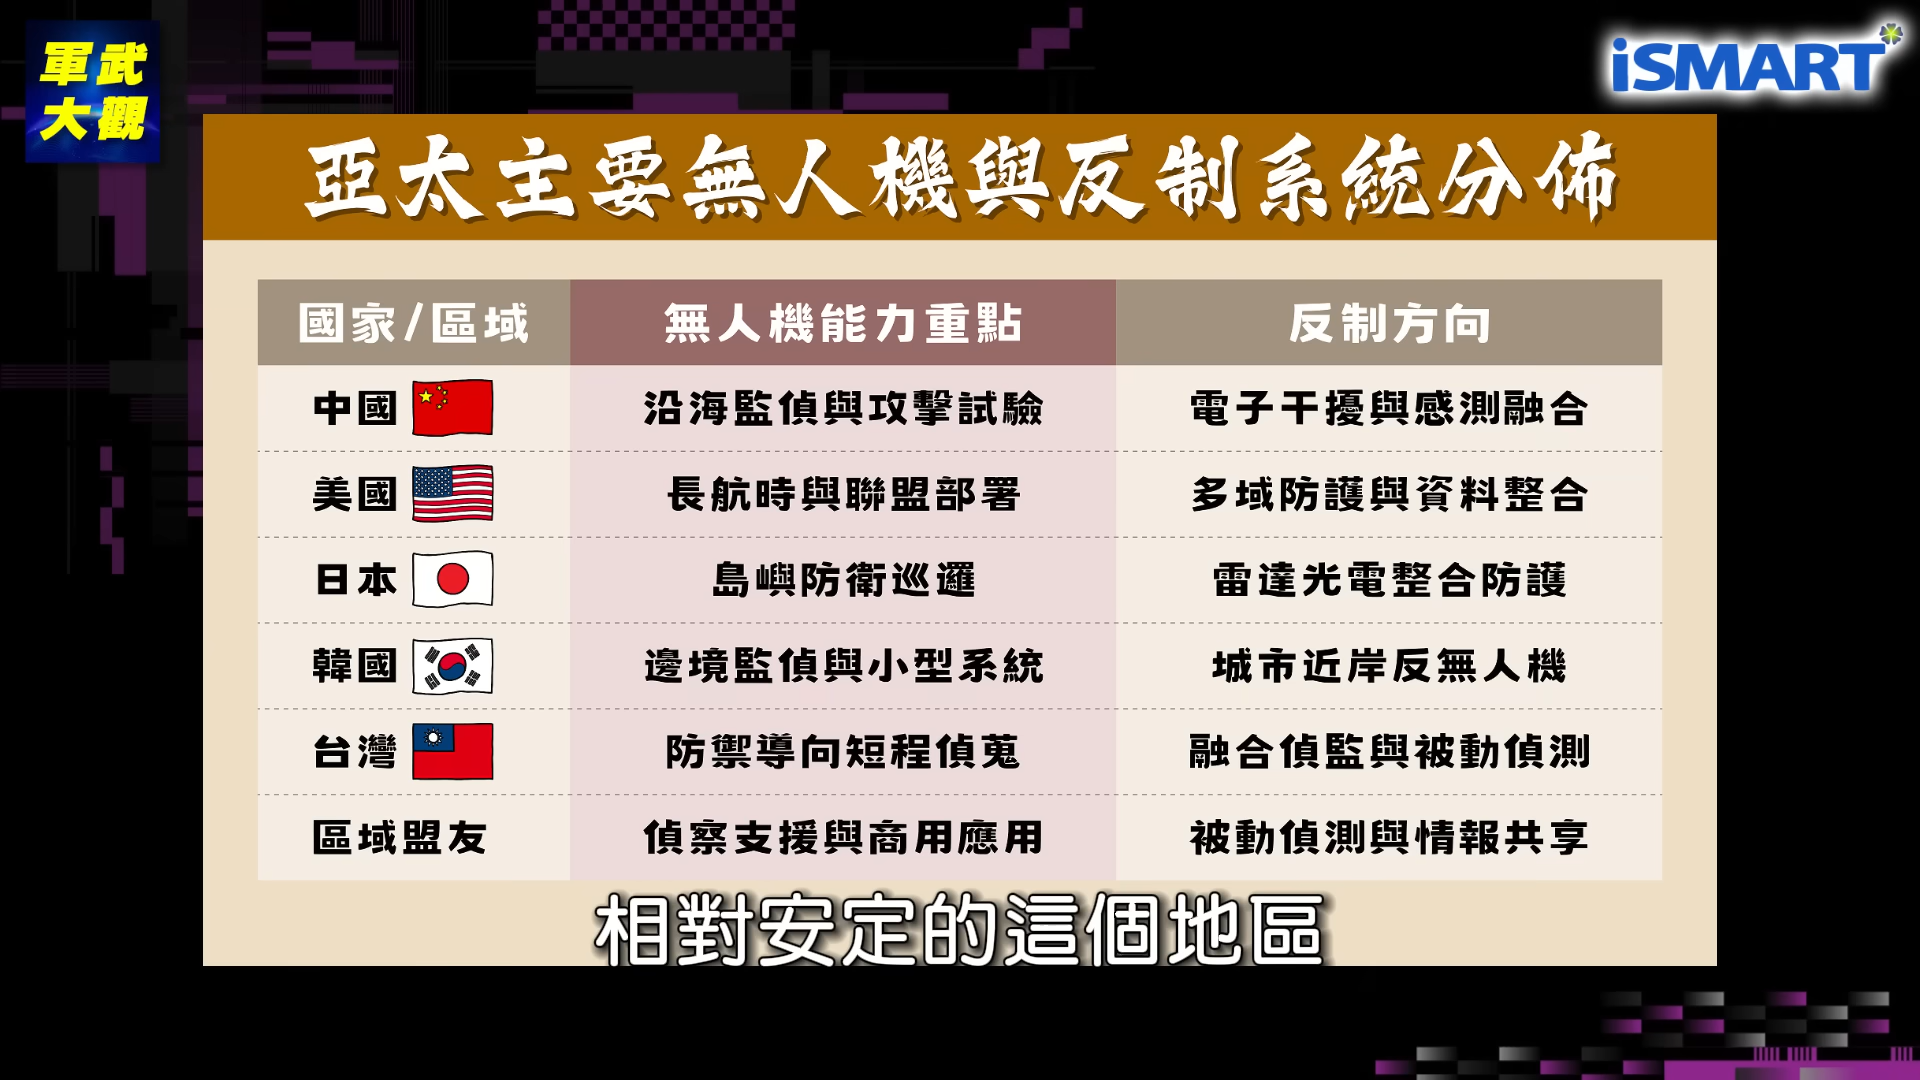 軍武
大觀
iSMART
亞太主要無人機與反制系統分佈
國家/區域 無人機能力重點 反制方向
中國 沿海監偵與攻擊試驗 電子干擾與感測融合
美國 長航時與聯盟部署 多域防護與資料整合
日本 島嶼防衛巡邏 雷達光電整合防護
韓國 邊境監偵與小型系統 城市近岸反無人機
台灣 防禦導向短程偵蒐 融合偵監與被動偵測
區域盟友 偵察支援與商用應用 被動偵測與情報共享
相對安定的這個地區